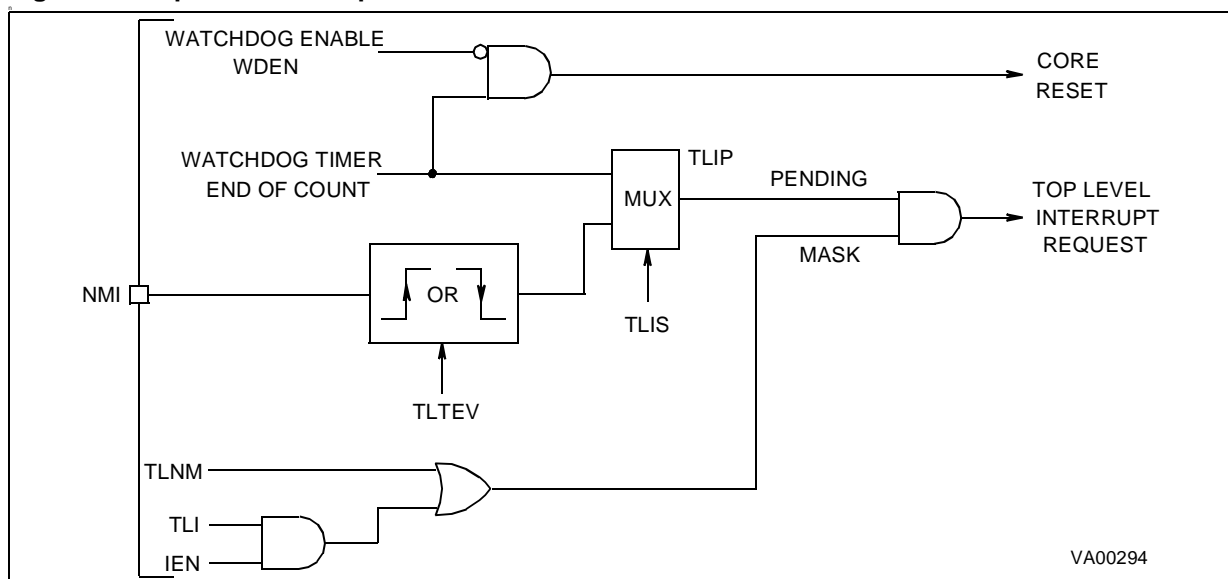 WATCHDOG ENABLE
WDEN
CORE
RESET
WATCHDOG TIMER
END OF COUNT
TLIP
MUX
PENDING
TOP LEVEL
INTERRUPT
REQUEST
MASK
NMI
OR
TLIS
TLTEV
TLNM
TLI
IEN
VA00294